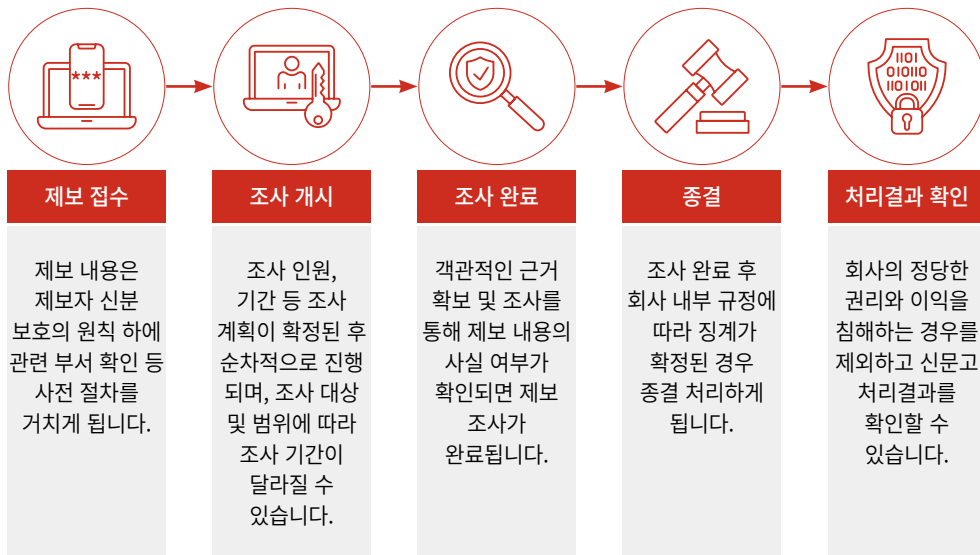 ***
1101
010110
1101011
제보 접수
제보 내용은
제보자 신분
보호의 원칙 하에
관련 부서 확인 등
사전 절차를
거치게 됩니다.
조사 개시
조사 인원,
기간 등 조사
계획이 확정된 후
순차적으로 진행
되며, 조사 대상
및 범위에 따라
조사 기간이
달라질 수
있습니다.
조사 완료
객관적인 근거
확보 및 조사를
통해 제보 내용의
사실 여부가
확인되면 제보
조사가
완료됩니다.
종결
조사 완료 후
회사 내부 규정에
따라 징계가
확정된 경우
종결 처리하게
됩니다.
처리결과 확인
회사의 정당한
권리와 이익을
침해하는 경우를
제외하고 신문고
처리결과를
확인할 수
있습니다.